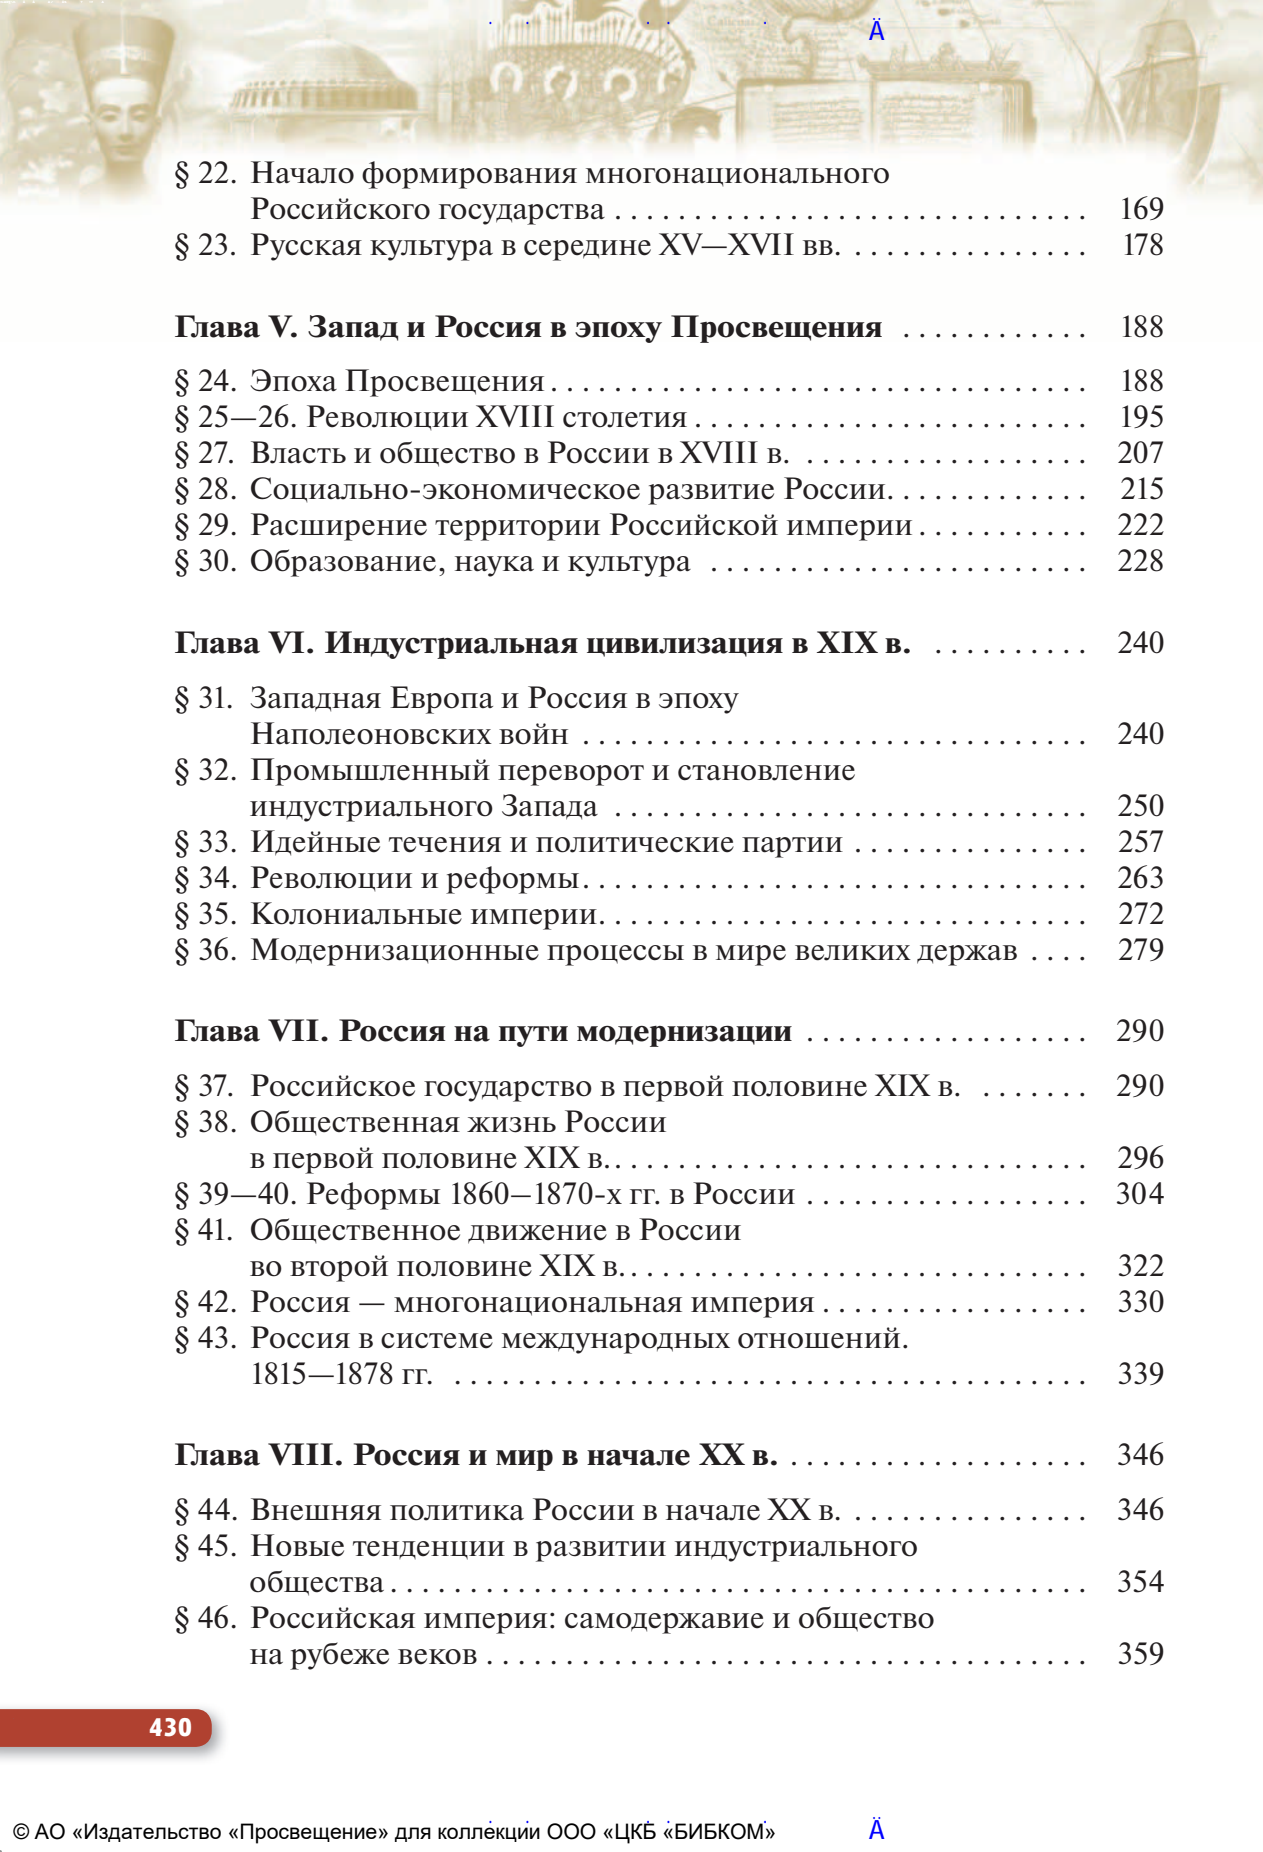 § 22. Начало формирования многонационального
Российского государства . . . . . . . . . . . . . . . . . . . . . . . . . . . . . . 169
§ 23. Русская культура в середине XV—XVII вв. . . . . . . . . . . . . . . . 178
Глава V. Запад и Россия в эпоху Просвещения . . . . . . . . . . . . 188
§ 24. Эпоха Просвещения . . . . . . . . . . . . . . . . . . . . . . . . . . . . . . . . . . 188
§ 25—26. Революции XVIII столетия . . . . . . . . . . . . . . . . . . . . . . . . . 195
§ 27. Власть и общество в России в XVIII в. . . . . . . . . . . . . . . . . . . 207
§ 28. Социально-экономическое развитие России. . . . . . . . . . . . . 215
§ 29. Расширение территории Российской империи . . . . . . . . . . . 222
§ 30. Образование, наука и культура . . . . . . . . . . . . . . . . . . . . . . . . 228
Глава VI. Индустриальная цивилизация в XIX в. . . . . . . . . . . 240
§ 31. Западная Европа и Россия в эпоху
Наполеоновских войн . . . . . . . . . . . . . . . . . . . . . . . . . . . . . . . . 240
§ 32. Промышленный переворот и становление
индустриального Запада . . . . . . . . . . . . . . . . . . . . . . . . . . . . . . 250
§ 33. Идейные течения и политические партии . . . . . . . . . . . . . . . 257
§ 34. Революции и реформы. . . . . . . . . . . . . . . . . . . . . . . . . . . . . . . . 263
§ 35. Колониальные империи. . . . . . . . . . . . . . . . . . . . . . . . . . . . . . . 272
§ 36. Модернизационные процессы в мире великих держав . . . . 279
Глава VII. Россия на пути модернизации . . . . . . . . . . . . . . . . . . 290
§ 37. Российское государство в первой половине XIX в. . . . . . . . 290
§ 38. Общественная жизнь России
в первой половине XIX в. . . . . . . . . . . . . . . . . . . . . . . . . . . . . . . 296
§ 39—40. Реформы 1860—1870-х гг. в России . . . . . . . . . . . . . . . . . . 304
§ 41. Общественное движение в России
во второй половине XIX в. . . . . . . . . . . . . . . . . . . . . . . . . . . . . . 322
§ 42. Россия — многонациональная империя . . . . . . . . . . . . . . . . . 330
§ 43. Россия в системе международных отношений.
1815—1878 гг. . . . . . . . . . . . . . . . . . . . . . . . . . . . . . . . . . . . . . . . . 339
Глава VIII. Россия и мир в начале XX в. . . . . . . . . . . . . . . . . . . . 346
§ 44. Внешняя политика России в начале XX в. . . . . . . . . . . . . . . . 346
§ 45. Новые тенденции в развитии индустриального
общества . . . . . . . . . . . . . . . . . . . . . . . . . . . . . . . . . . . . . . . . . . . . 354
§ 46. Российская империя: самодержавие и общество
на рубеже веков . . . . . . . . . . . . . . . . . . . . . . . . . . . . . . . . . . . . . . 359
430
© АО «Издательство «Просвещение» для коллекции ООО «ЦКБ «БИБКОМ»